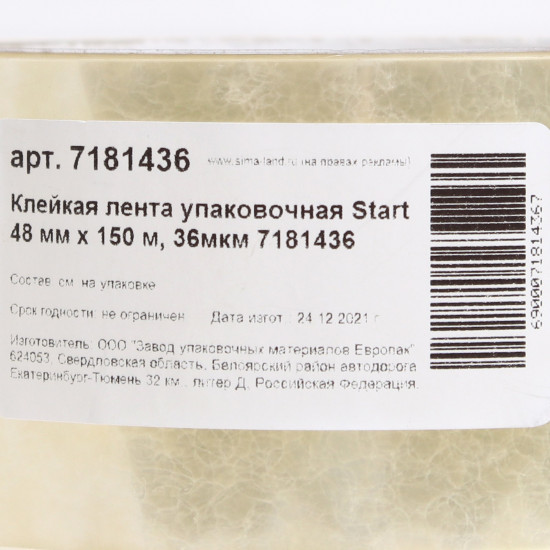 арт. 7181436 www.sima-land.ru (на правах рекламы)
Клейкая лента упаковочная Start
48 мм х 150 м, 36мкм 7181436
Состав: см. на упаковке
Срок годности: не ограничен Дата изгот.: 24.12.2021 г.
Изготовитель: ООО "Завод упаковочных материалов Европак"
624053, Свердловская область, Белоярский район автодорога
Екатеринбург-Тюмень 32 км., литер Д, Российская Федерация.
6900071814367